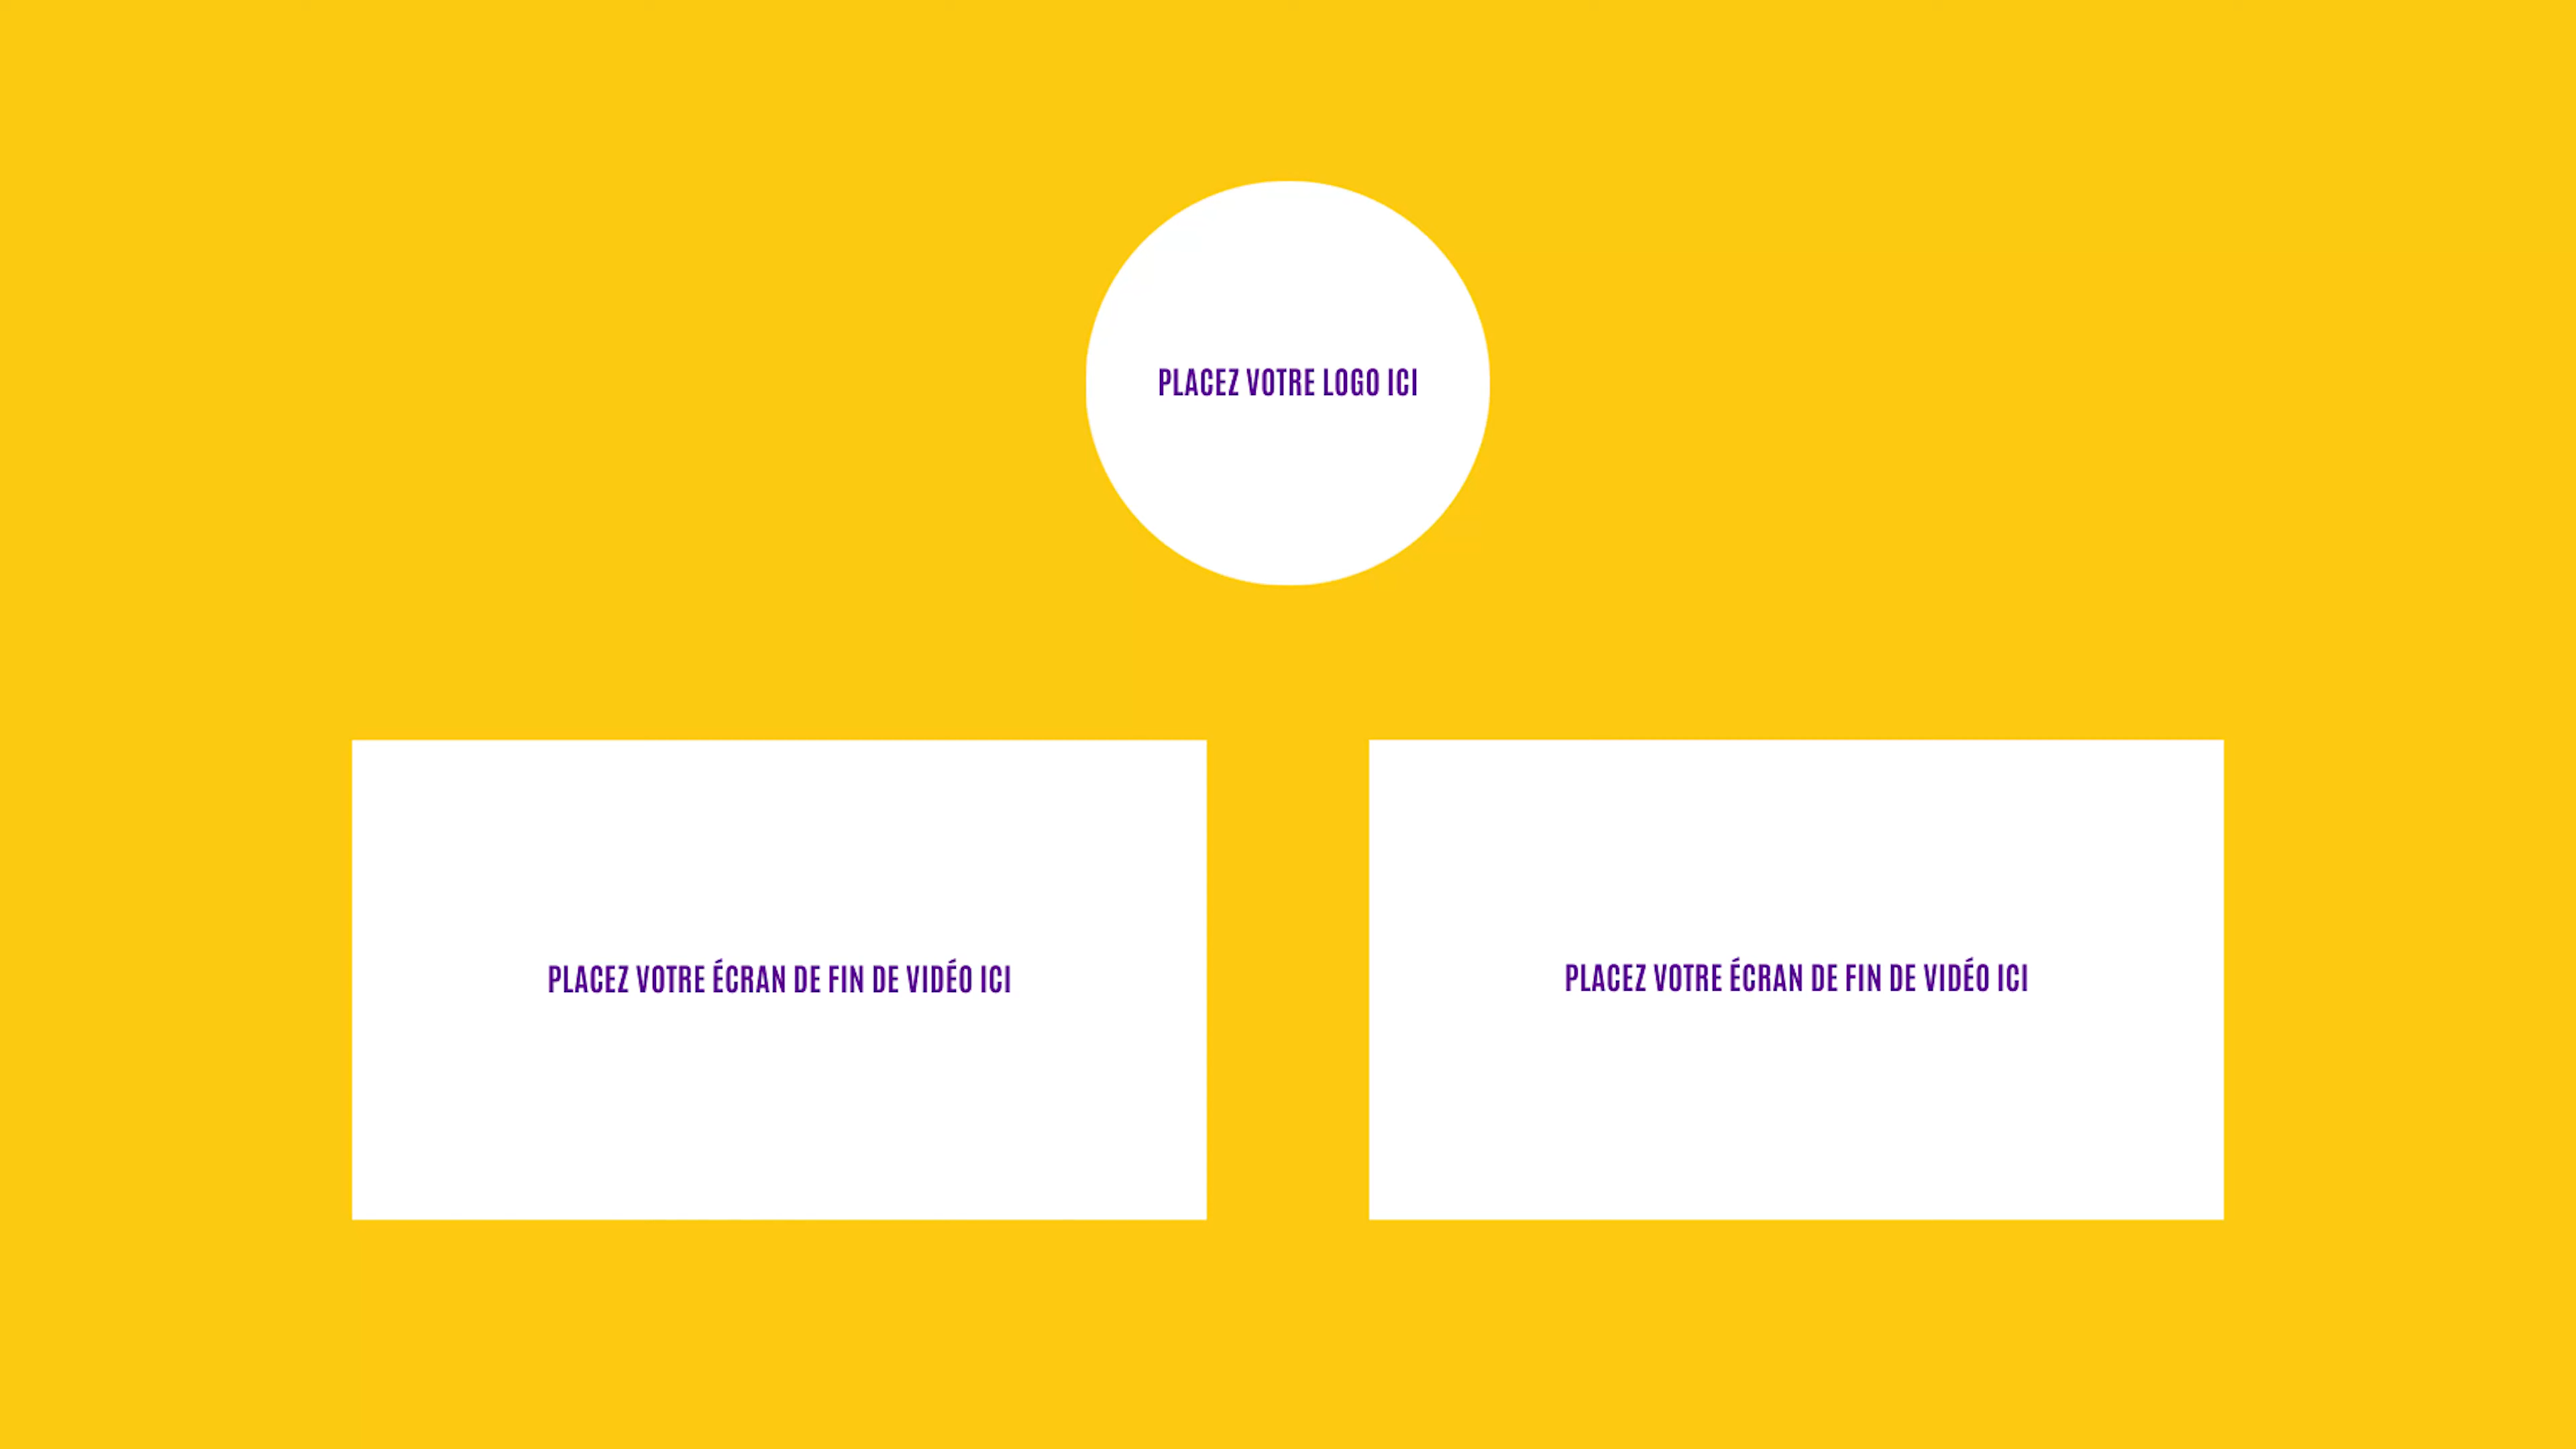 PLACEZ VOTRE LOGO ICI
PLACEZ VOTRE ÉCRAN DE FIN DE VIDÉO ICI
PLACEZ VOTRE ÉCRAN DE FIN DE VIDÉO ICI